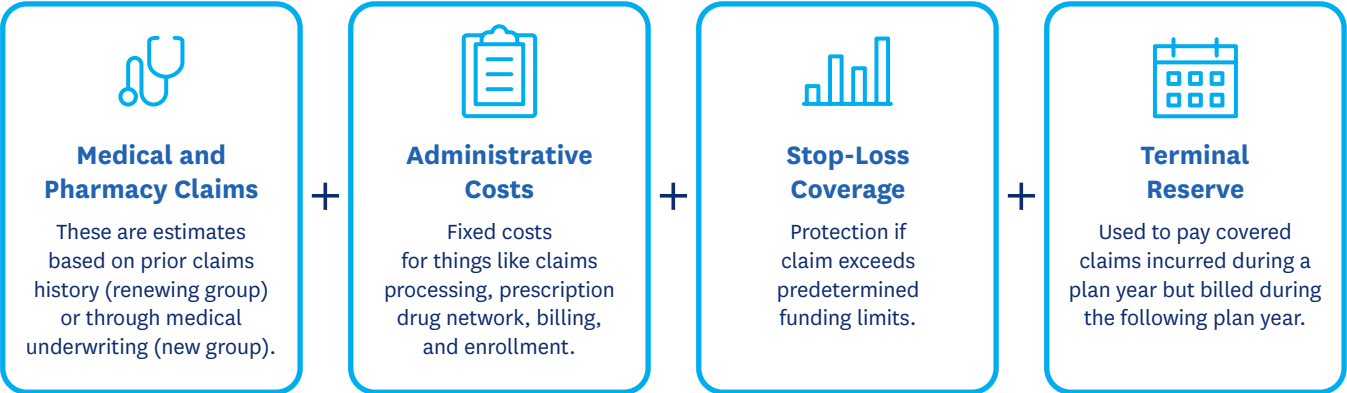 Medical and
Pharmacy Claims
These are estimates
based on prior claims
history (renewing group)
or through medical
underwriting (new group).
+
Administrative
Costs
Fixed costs
for things like claims
processing, prescription
drug network, billing,
and enrollment.
+
Stop-Loss
Coverage
Protection if
claim exceeds
predetermined
funding limits.
+
Terminal
Reserve
Used to pay covered
claims incurred during a
plan year but billed during
the following plan year.